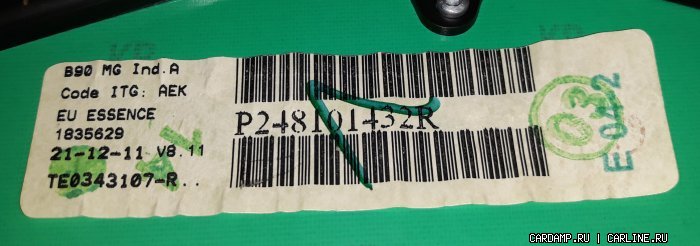 B90 MG Ind.A
Code ITG: AEK
EU ESSENCE
1835629
21-12-11 V8.11
TE0343107-R..
P248101432R
03
E042
CARDAMP.RU | CARLINE.RU